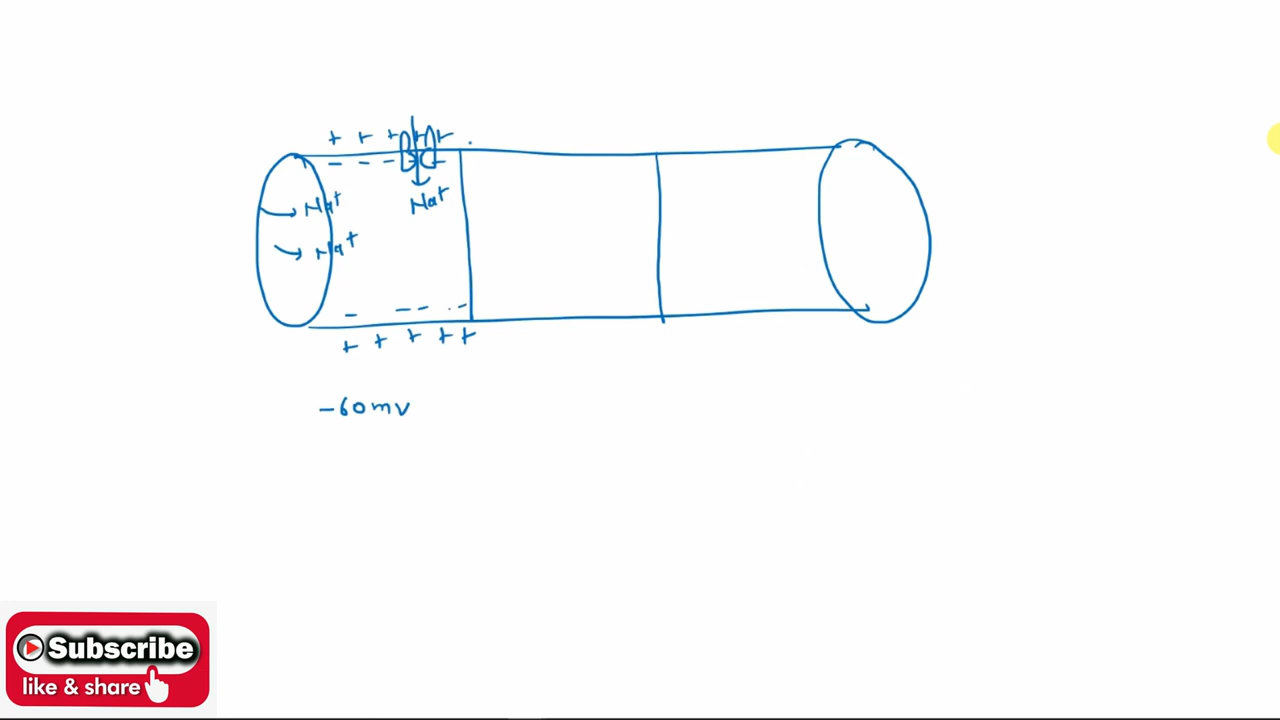 + + + + +
- - - -
Na+ Na+
Na+
- - - - -
+ + + + +
-60mv
Subscribe
like & share